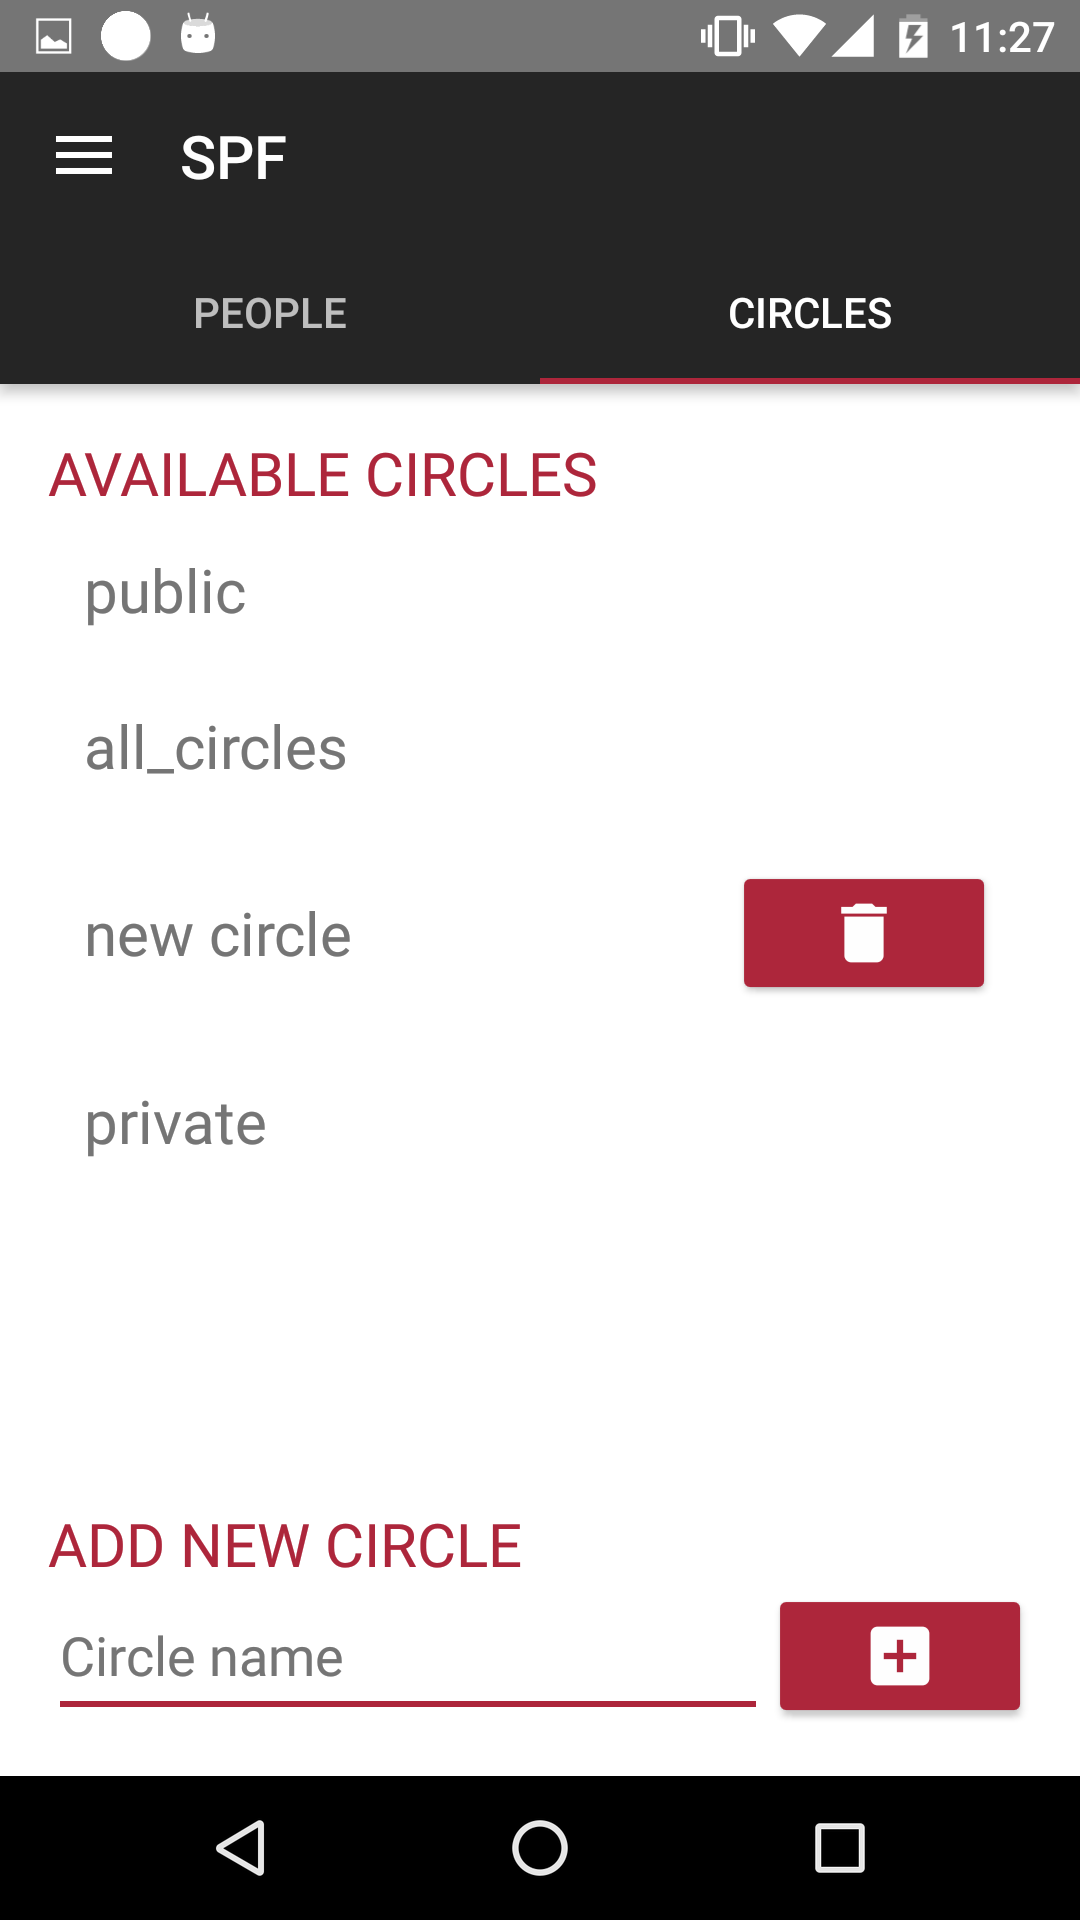 11:27
SPF
PEOPLE
CIRCLES
AVAILABLE CIRCLES
public
all_circles
new circle
private
ADD NEW CIRCLE
Circle name